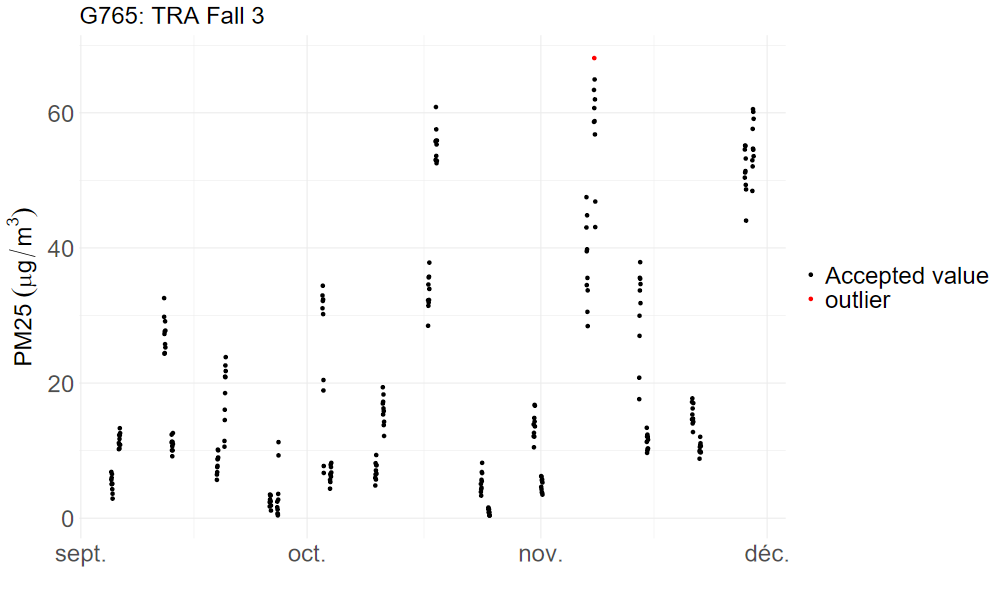 G765: TRA Fall 3
PM25 (μg/m³)
60
40
20
0
sept.
oct.
nov.
déc.
Accepted value
outlier